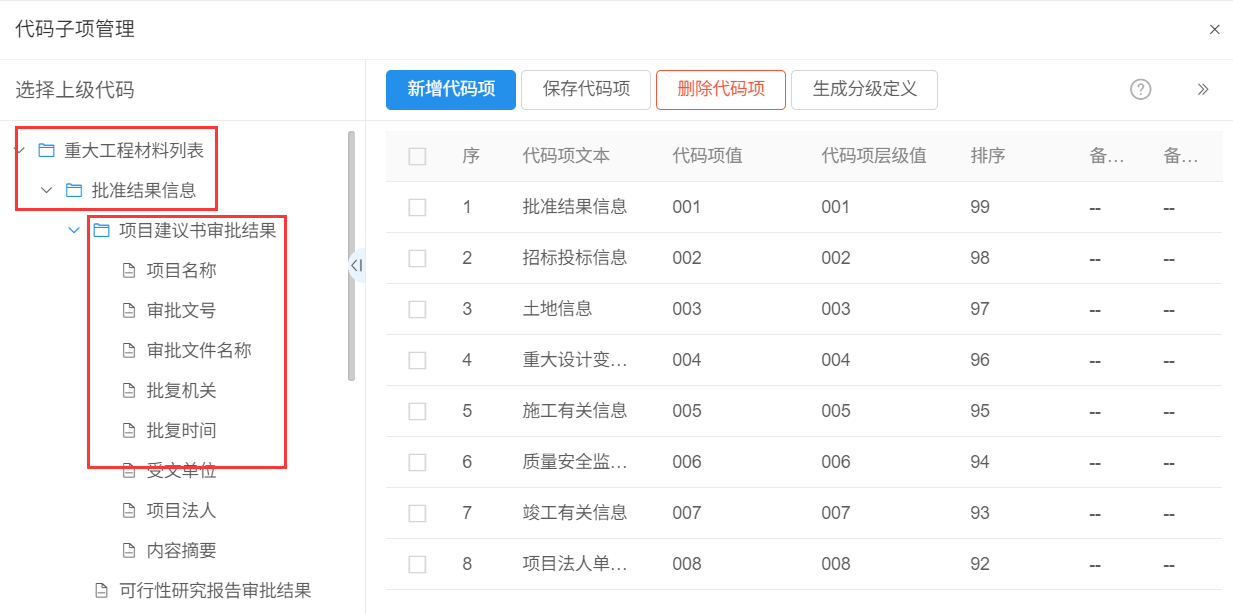 代码子项管理
选择上级代码
新增代码项 保存代码项 删除代码项 生成分级定义
重大工程材料列表
批准结果信息
项目建议书审批结果
项目名称
审批文号
审批文件名称
批复机关
批复时间
受文单位
项目法人
内容摘要
可行性研究报告审批结果
序 代码项文本 代码项值 代码项层级值 排序 备... 备...
1 批准结果信息 001 001 99 -- --
2 招标投标信息 002 002 98 -- --
3 土地信息 003 003 97 -- --
4 重大设计变... 004 004 96 -- --
5 施工有关信息 005 005 95 -- --
6 质量安全监... 006 006 94 -- --
7 竣工有关信息 007 007 93 -- --
8 项目法人单... 008 008 92 -- --